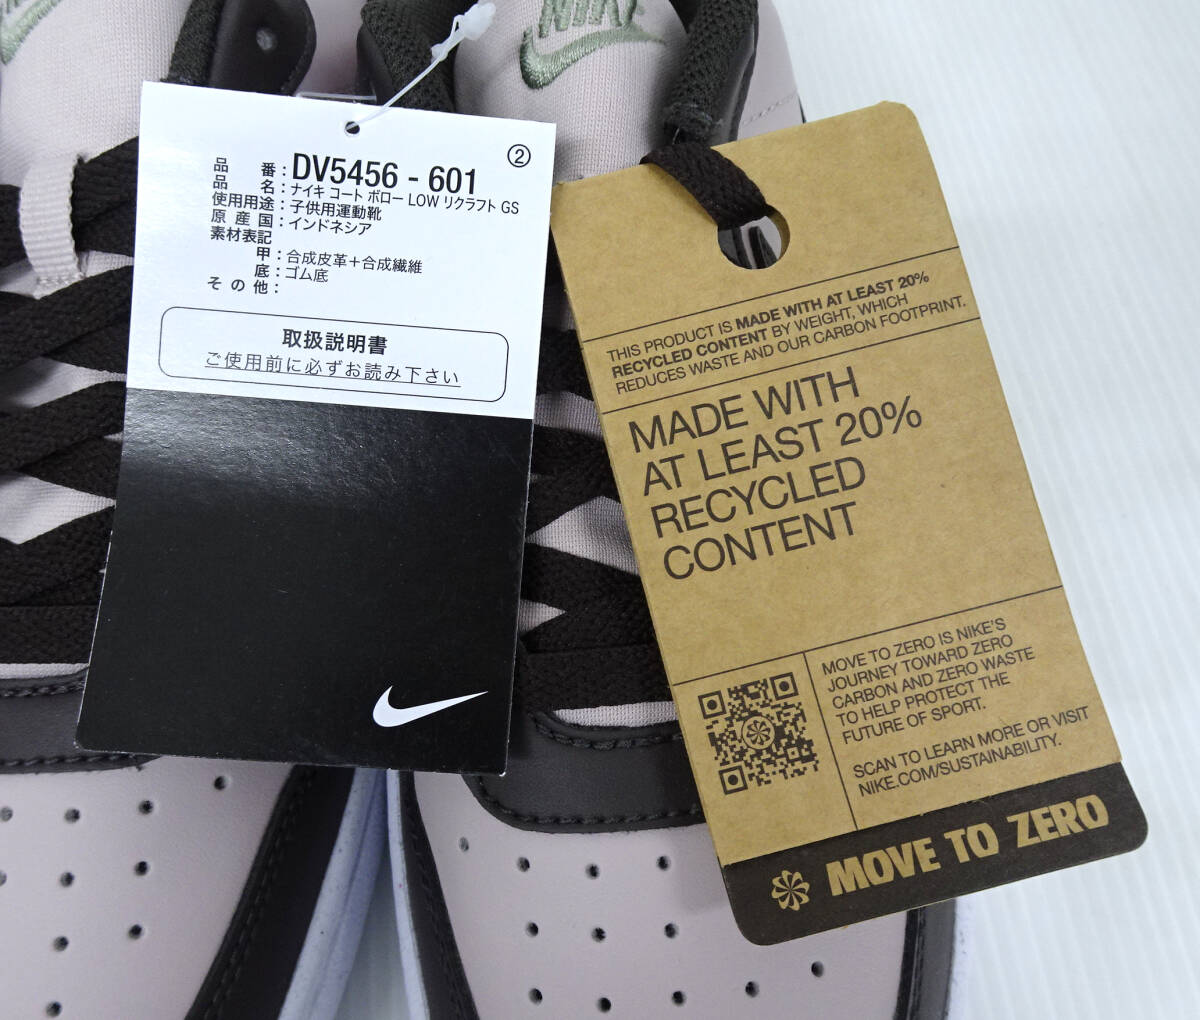 NIKE
②
品 番：DV5456 - 601
品 名：ナイキ コート ボロー LOW リクラフト GS
使用用途：子供用運動靴
原 産 国：インドネシア
素材表記
甲：合成皮革＋合成繊維
底：ゴム底
そ の 他：
取扱説明書
ご使用前に必ずお読み下さい
THIS PRODUCT IS MADE WITH AT LEAST 20%
RECYCLED CONTENT BY WEIGHT, WHICH
REDUCES WASTE AND OUR CARBON FOOTPRINT.
MADE WITH
AT LEAST 20%
RECYCLED
CONTENT
MOVE TO ZERO IS NIKE'S
JOURNEY TOWARD ZERO
CARBON AND ZERO WASTE
TO HELP PROTECT THE
FUTURE OF SPORT.
SCAN TO LEARN MORE OR VISIT
NIKE.COM/SUSTAINABILITY.
MOVE TO ZERO